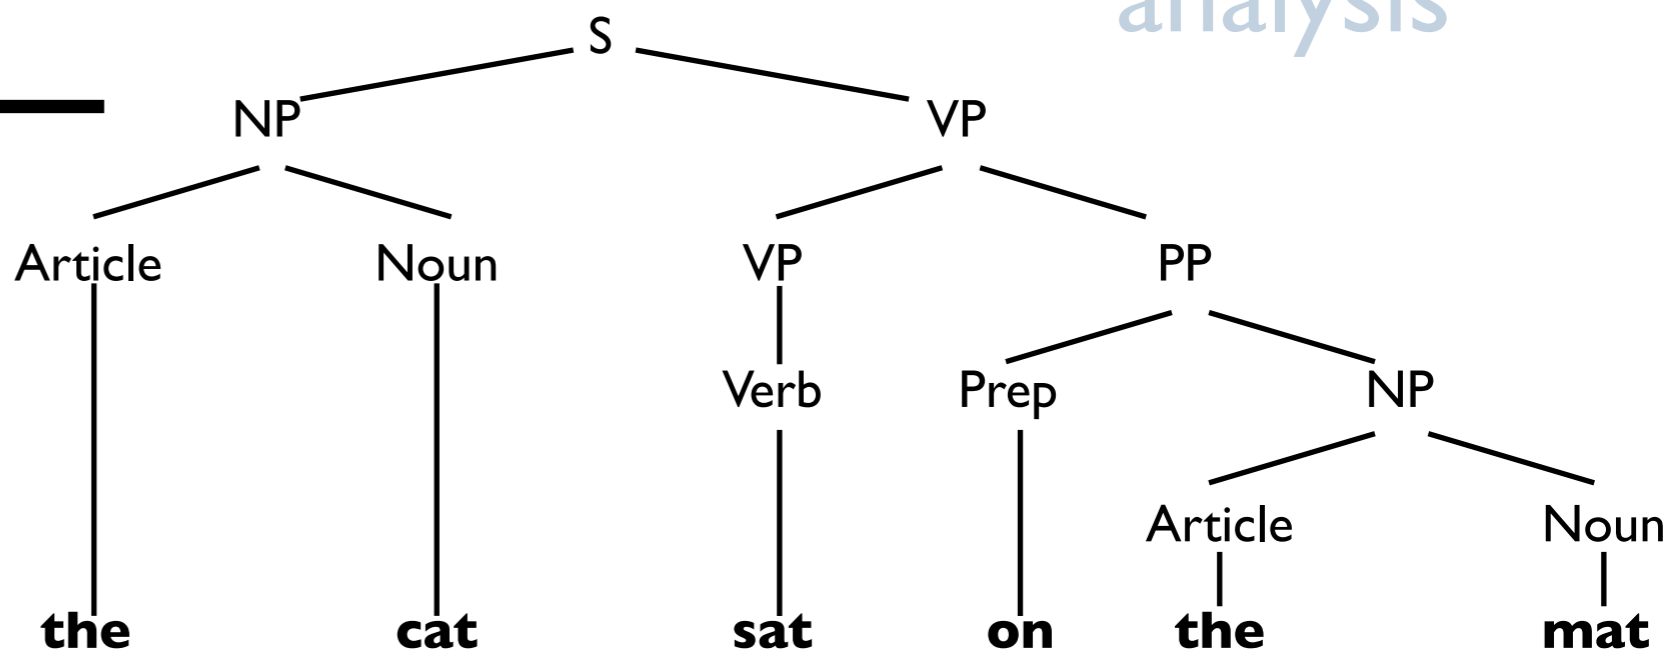 analysis
S
NP VP
Article Noun VP PP
Verb Prep NP
Article Noun
the cat sat on the mat